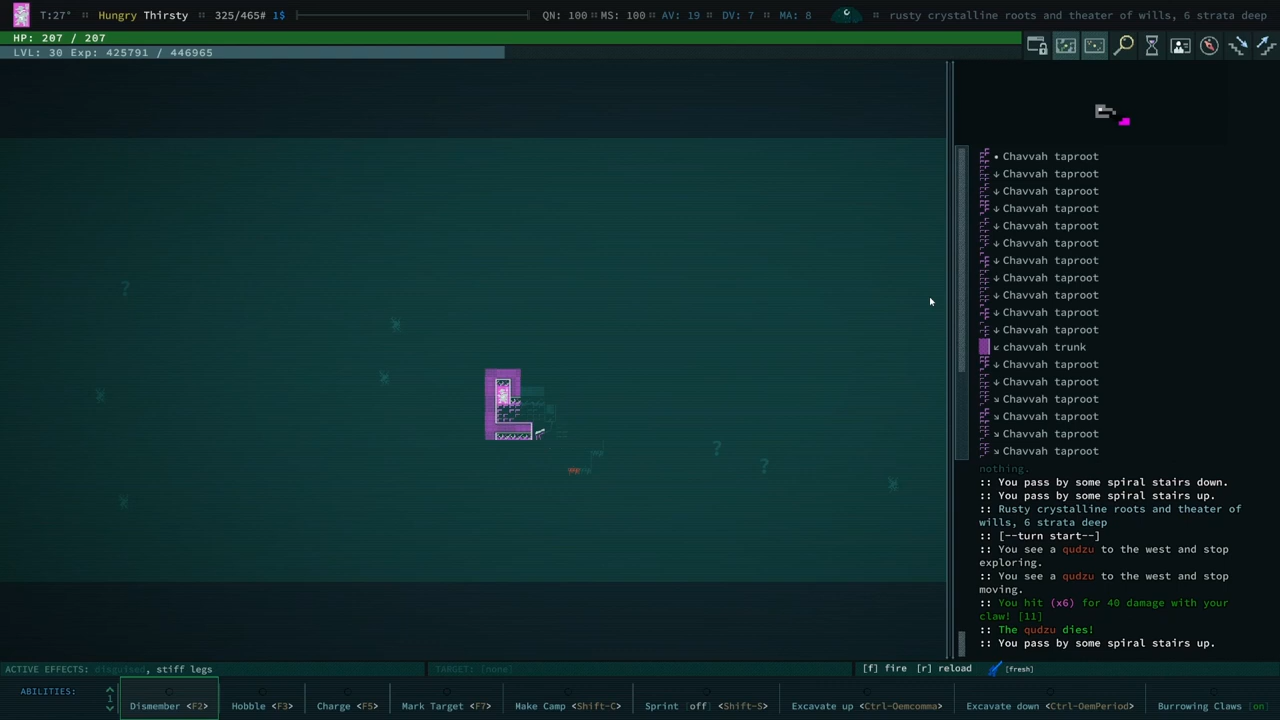 T:27° :: Hungry Thirsty :: 325/465# 1$ QN: 100 :: MS: 100 :: AV: 19 :: DV: 7 :: MA: 8 :: rusty crystalline roots and theater of wills, 6 strata deep
HP: 207 / 207
LVL: 30 Exp: 425791 / 446965
• Chavvah taproot
↓ Chavvah taproot
↓ Chavvah taproot
↓ Chavvah taproot
↓ Chavvah taproot
↓ Chavvah taproot
↓ Chavvah taproot
↓ Chavvah taproot
↓ Chavvah taproot
↓ Chavvah taproot
↓ Chavvah taproot
↙ chavvah trunk
↓ Chavvah taproot
↓ Chavvah taproot
↘ Chavvah taproot
↘ Chavvah taproot
↘ Chavvah taproot
↘ Chavvah taproot
nothing.
:: You pass by some spiral stairs down.
:: You pass by some spiral stairs up.
:: Rusty crystalline roots and theater of
wills, 6 strata deep
:: [--turn start--]
:: You see a qudzu to the west and stop
exploring.
:: You see a qudzu to the west and stop
moving.
:: You hit (x6) for 40 damage with your
claw! [11]
:: The qudzu dies!
:: You pass by some spiral stairs up.
?
?
?
ACTIVE EFFECTS: disguised, stiff legs TARGET: [none] [f] fire [r] reload [fresh]
ABILITIES: 1 Dismember <F2> Hobble <F3> Charge <F5> Mark Target <F7> Make Camp <Shift-C> Sprint [off] <Shift-S> Excavate up <Ctrl-Oemcomma> Excavate down <Ctrl-OemPeriod> Burrowing Claws [on]